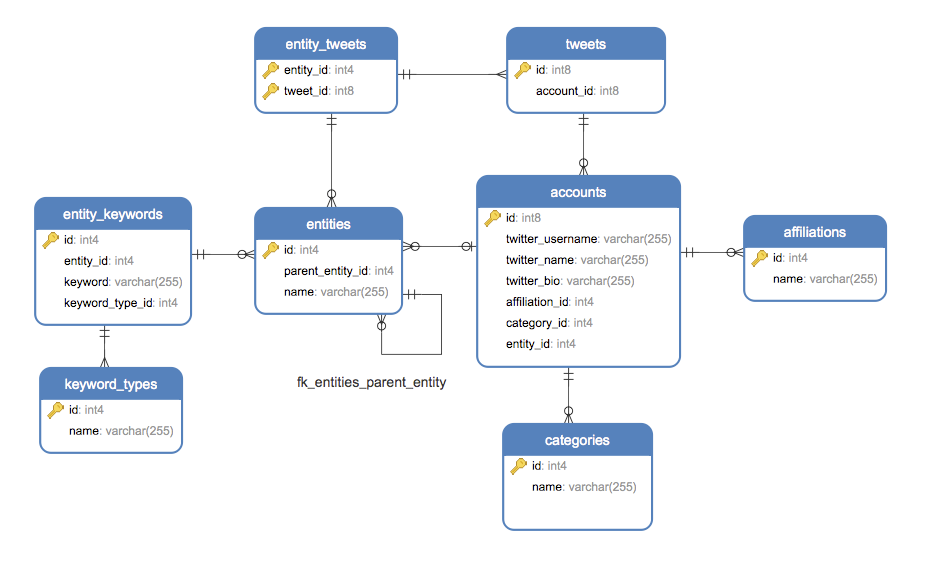 entity_tweets
entity_id: int4
tweet_id: int8
tweets
id: int8
account_id: int8
entity_keywords
id: int4
entity_id: int4
keyword: varchar(255)
keyword_type_id: int4
entities
id: int4
parent_entity_id: int4
name: varchar(255)
accounts
id: int8
twitter_username: varchar(255)
twitter_name: varchar(255)
twitter_bio: varchar(255)
affiliation_id: int4
category_id: int4
entity_id: int4
affiliations
id: int4
name: varchar(255)
fk_entities_parent_entity
keyword_types
id: int4
name: varchar(255)
categories
id: int4
name: varchar(255)